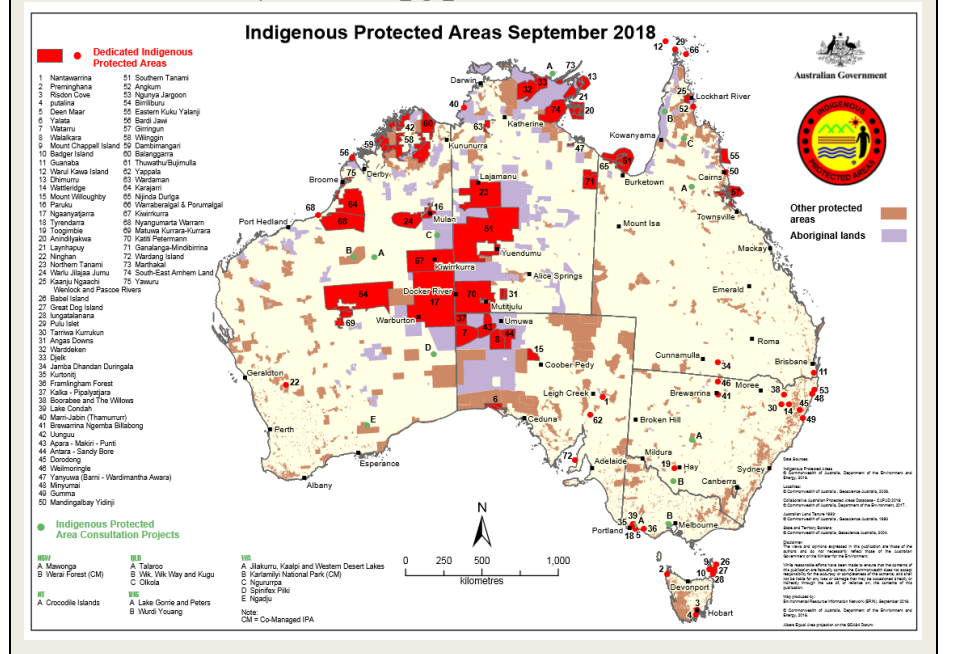 Indigenous Protected Areas September 2018
Dedicated Indigenous
Protected Areas
1 Nantawarrina
2 Preminghana
3 Risdon Cove
4 putalina
5 Deen Maar
6 Yalata
7 Watarru
8 Walalkara
9 Mount Chappell Island
10 Badger Island
11 Guanaba
12 Warul Kawa Island
13 Dhimurru
14 Wattleridge
15 Mount Willoughby
16 Paruku
17 Ngaanyatjarra
18 Tyrendarra
19 Toogimbie
20 Anindilyakwa
21 Laynhapuy
22 Ninghan
23 Northern Tanami
24 Warlu Jilajaa Jumu
25 Kaanju Ngaachi
Wenlock and Pascoe Rivers
26 Babel Island
27 Great Dog Island
28 lungatalanana
29 Pulu Islet
30 Tarriwa Kurrukun
31 Angas Downs
32 Warddeken
33 Djelk
34 Jamba Dhandan Duringala
35 Kurtonitj
36 Framlingham Forest
37 Kalka - Pipalyatjara
38 Boorabee and The Willows
39 Lake Condah
40 Marri-Jabin (Thamurrurr)
41 Brewarrina Ngemba Billabong
42 Uunguu
43 Apara - Makiri - Punti
44 Antara - Sandy Bore
45 Dorodong
46 Weilmoringle
47 Yanyuwa (Barni - Wardimantha Awara)
48 Minyumai
49 Gumma
50 Mandingalbay Yidinji
51 Southern Tanami
52 Angkum
53 Ngunya Jargoon
54 Birriliburu
55 Eastern Kuku Yalanji
56 Bardi Jawi
57 Girringun
58 Wilinggin
59 Dambimangari
60 Balanggarra
61 Thuwathu/Bujimulla
62 Yappala
63 Wardaman
64 Karajarri
65 Nijinda Durlga
66 Warraberalgal & Porumalgal
67 Kiwirrkurra
68 Nyangumarta Warrarn
69 Matuwa Kurrara-Kurrara
70 Katiti Petermann
71 Ganalanga-Mindibirrina
72 Wardang Island
73 Marthakal
74 South-East Arnhem Land
75 Yawuru
Indigenous Protected
Area Consultation Projects
NSW
A Mawonga
B Werai Forest (CM)
NT
A Crocodile Islands
QLD
A Talaroo
B Wik, Wik Way and Kugu
C Olkola
VIC
A Lake Gorrie and Peters
B Wurdi Youang
WA
A Jilakurru, Kaalpi and Western Desert Lakes
B Karlamilyi National Park (CM)
C Ngururrpa
D Spinifex Pilki
E Ngadju
Note:
CM = Co-Managed IPA
N
0 500 1,000
kilometres
Australian Government
INDIGENOUS
PROTECTED AREAS
Other protected
areas
Aboriginal lands
Darwin
Katherine
Kununurra
Derby
Broome
Port Hedland
Lajamanu
Mulan
Yuendumu
Kiwirrkurra
Alice Springs
Docker River
Mutitjulu
Warburton
Umuwa
Coober Pedy
Geraldton
Perth
Albany
Esperance
Ceduna
Leigh Creek
Adelaide
Broken Hill
Mildura
Hay
Canberra
Sydney
Portland
Melbourne
Devonport
Hobart
Lockhart River
Kowanyama
Cairns
Burketown
Townsville
Mount Isa
Mackay
Emerald
Roma
Brisbane
Cunnamulla
Brewarrina
Moree